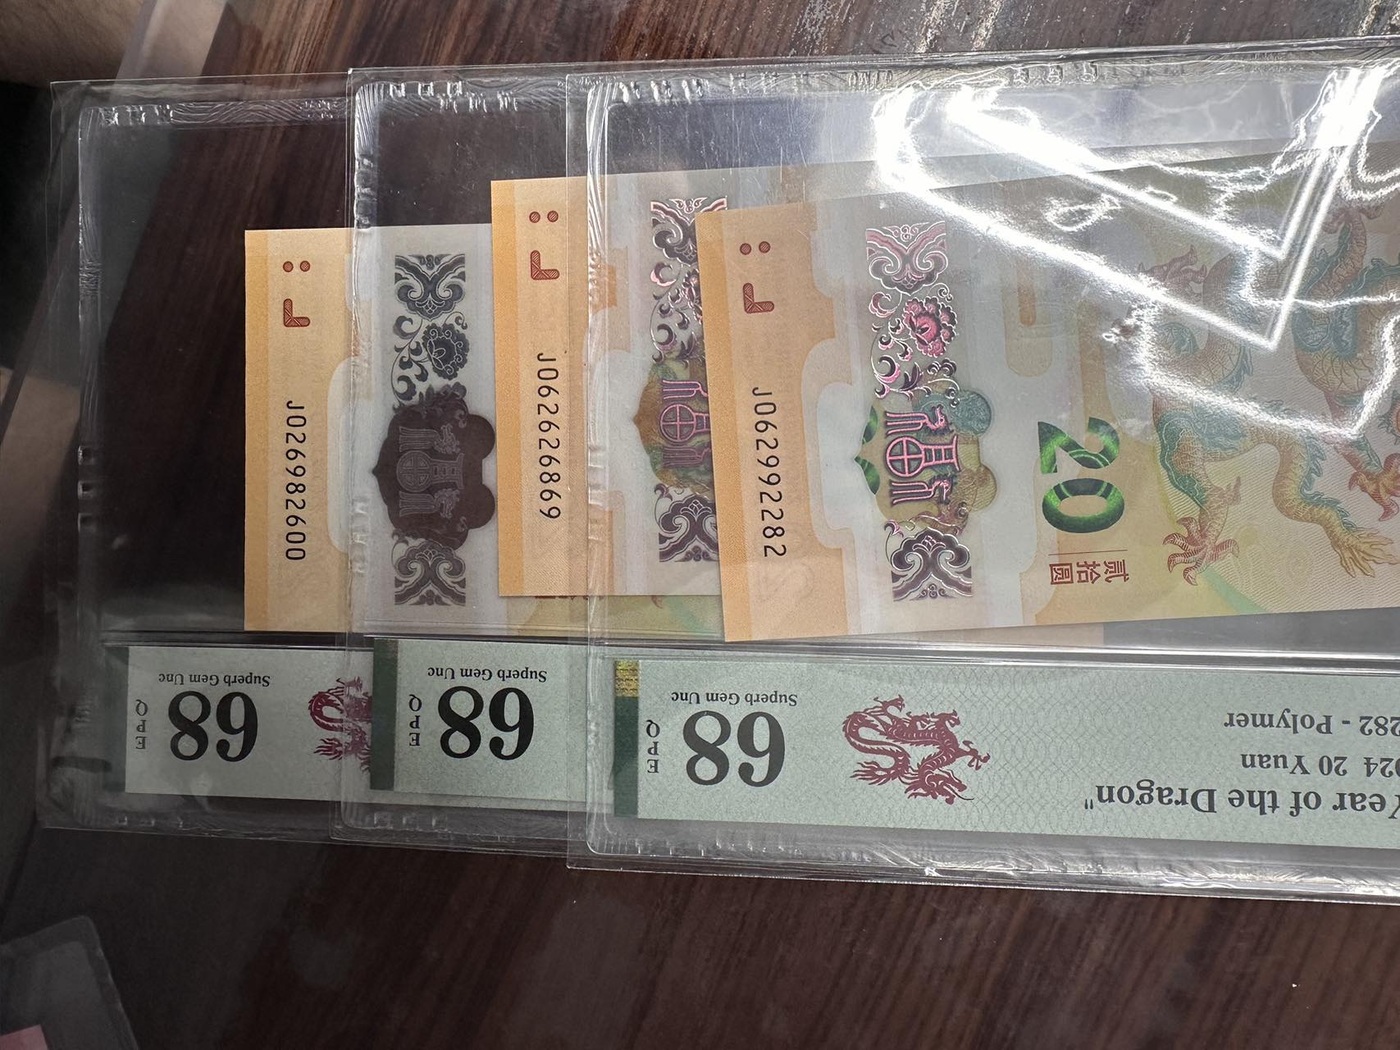 J026982600
J062626869
J062992282
20
贰拾圆
Superb Gem Unc
68
EPQ
Superb Gem Unc
68
EPQ
Year of the Dragon"
024 20 Yuan
282 - Polymer
Superb Gem Unc
68
EPQ